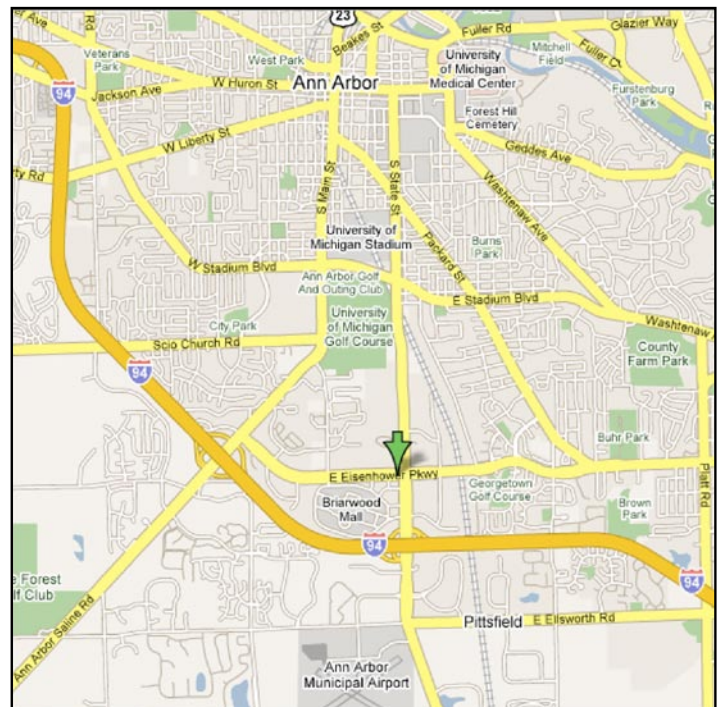 23
Beakes St
Fuller Rd
Glazier Way
Veterans
Park
West Park
University
of Michigan
Medical Center
Mitchell
Field
Fuller Ct
W Huron St
Ann Arbor
94
Jackson Ave
Furstenburg
Park
Forest Hill
Cemetery
W Liberty St
Geddes Ave
S Main St
S State St
Washtenaw Ave
University of
Michigan Stadium
Packard St
Burns
Park
W Stadium Blvd
Ann Arbor Golf
And Outing Club
E Stadium Blvd
City Park
University
of Michigan
Golf Course
Washtenaw
Scio Church Rd
County
Farm Park
94
Buhr Park
E Eisenhower Pkwy
Georgetown
Golf Course
Platt Rd
Briarwood
Mall
Brown
Park
94
94
Ann Arbor Saline Rd
Pittsfield
E Ellsworth Rd
Ann Arbor
Municipal Airport